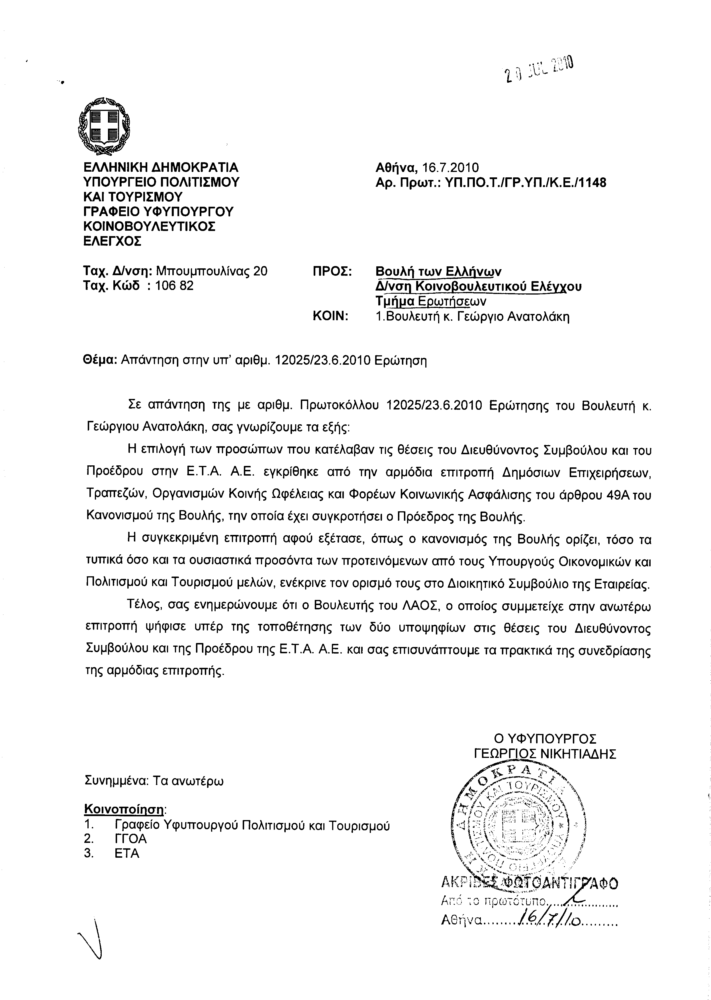 20 JUL 2010
ΕΛΛΗΝΙΚΗ ΔΗΜΟΚΡΑΤΙΑ
ΥΠΟΥΡΓΕΙΟ ΠΟΛΙΤΙΣΜΟΥ
ΚΑΙ ΤΟΥΡΙΣΜΟΥ
ΓΡΑΦΕΙΟ ΥΦΥΠΟΥΡΓΟΥ
ΚΟΙΝΟΒΟΥΛΕΥΤΙΚΟΣ
ΕΛΕΓΧΟΣ
Αθήνα, 16.7.2010
Αρ. Πρωτ.: ΥΠ.ΠΟ.Τ./ΓΡ.ΥΠ./Κ.Ε./1148
Ταχ. Δ/νση: Μπουμπουλίνας 20
Ταχ. Κώδ : 106 82
ΠΡΟΣ: Βουλή των Ελλήνων
Δ/νση Κοινοβουλευτικού Ελέγχου
Τμήμα Ερωτήσεων
ΚΟΙΝ: 1.Βουλευτή κ. Γεώργιο Ανατολάκη
Θέμα: Απάντηση στην υπ’ αριθμ. 12025/23.6.2010 Ερώτηση
Σε απάντηση της με αριθμ. Πρωτοκόλλου 12025/23.6.2010 Ερώτησης του Βουλευτή κ.
Γεώργιου Ανατολάκη, σας γνωρίζουμε τα εξής:
Η επιλογή των προσώπων που κατέλαβαν τις θέσεις του Διευθύνοντος Συμβούλου και του
Προέδρου στην Ε.Τ.Α. Α.Ε. εγκρίθηκε από την αρμόδια επιτροπή Δημόσιων Επιχειρήσεων,
Τραπεζών, Οργανισμών Κοινής Ωφέλειας και Φορέων Κοινωνικής Ασφάλισης του άρθρου 49Α του
Κανονισμού της Βουλής, την οποία έχει συγκροτήσει ο Πρόεδρος της Βουλής.
Η συγκεκριμένη επιτροπή αφού εξέτασε, όπως ο κανονισμός της Βουλής ορίζει, τόσο τα
τυπικά όσο και τα ουσιαστικά προσόντα των προτεινόμενων από τους Υπουργούς Οικονομικών και
Πολιτισμού και Τουρισμού μελών, ενέκρινε τον ορισμό τους στο Διοικητικό Συμβούλιο της Εταιρείας.
Τέλος, σας ενημερώνουμε ότι ο Βουλευτής του ΛΑΟΣ, ο οποίος συμμετείχε στην ανωτέρω
επιτροπή ψήφισε υπέρ της τοποθέτησης των δύο υποψηφίων στις θέσεις του Διευθύνοντος
Συμβούλου και της Προέδρου της Ε.Τ.Α. Α.Ε. και σας επισυνάπτουμε τα πρακτικά της συνεδρίασης
της αρμόδιας επιτροπής.
Ο ΥΦΥΠΟΥΡΓΟΣ
ΓΕΩΡΓΙΟΣ ΝΙΚΗΤΙΑΔΗΣ
Συνημμένα: Τα ανωτέρω
Κοινοποίηση:
1. Γραφείο Υφυπουργού Πολιτισμού και Τουρισμού
2. ΓΓΟΑ
3. ΕΤΑ
ΔΗΜΟΚΡΑΤΙΑ
ΥΠΟΥΡΓΕΙΟ ΠΟΛΙΤΙΣΜΟΥ ΚΑΙ ΤΟΥΡΙΣΜΟΥ
ΑΚΡΙΒΕΣ ΦΩΤΟΑΝΤΙΓΡΑΦΟ
Από το πρωτότυπο..................
Αθήνα.........16/7/10.........